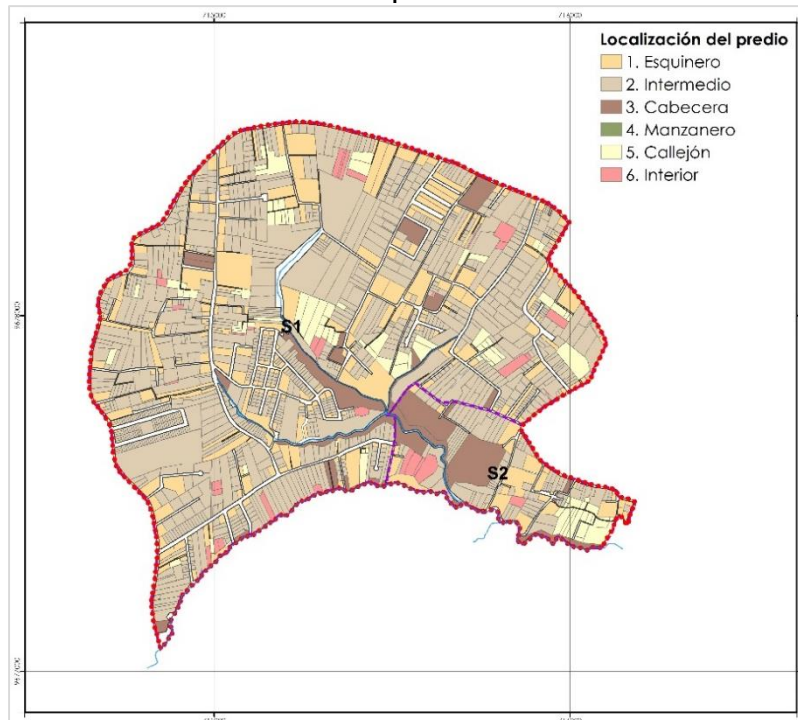 Localización del predio
1. Esquinero
2. Intermedio
3. Cabecera
4. Manzanero
5. Callejón
6. Interior
S1
S2